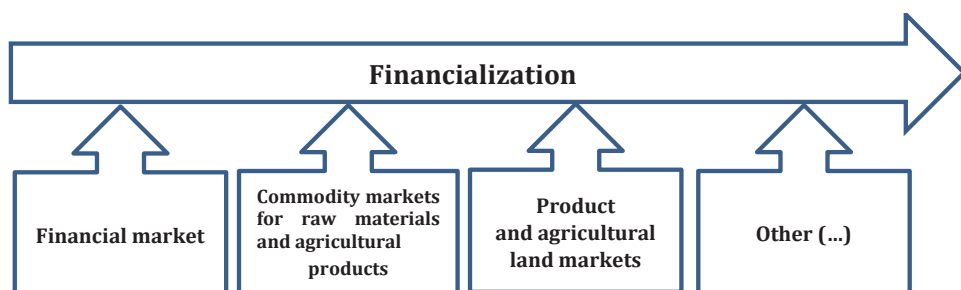 Financialization
Financial market
Commodity markets
for raw materials
and agricultural
products
Product
and agricultural
land markets
Other (...)